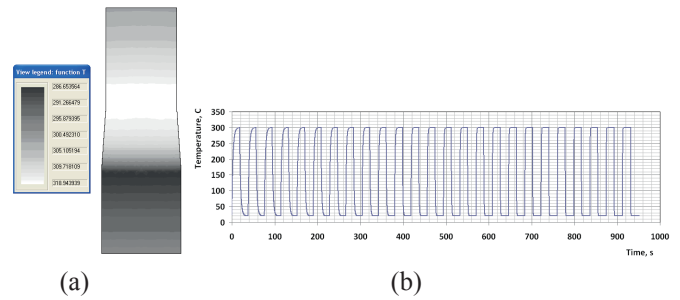 View legend: function T
286.653564
291.266479
295.879395
300.492310
305.105194
309.718109
318.943939
Temperature, C
350
300
250
200
150
100
50
0
0 100 200 300 400 500 600 700 800 900 1000
Time, s
(a)
(b)